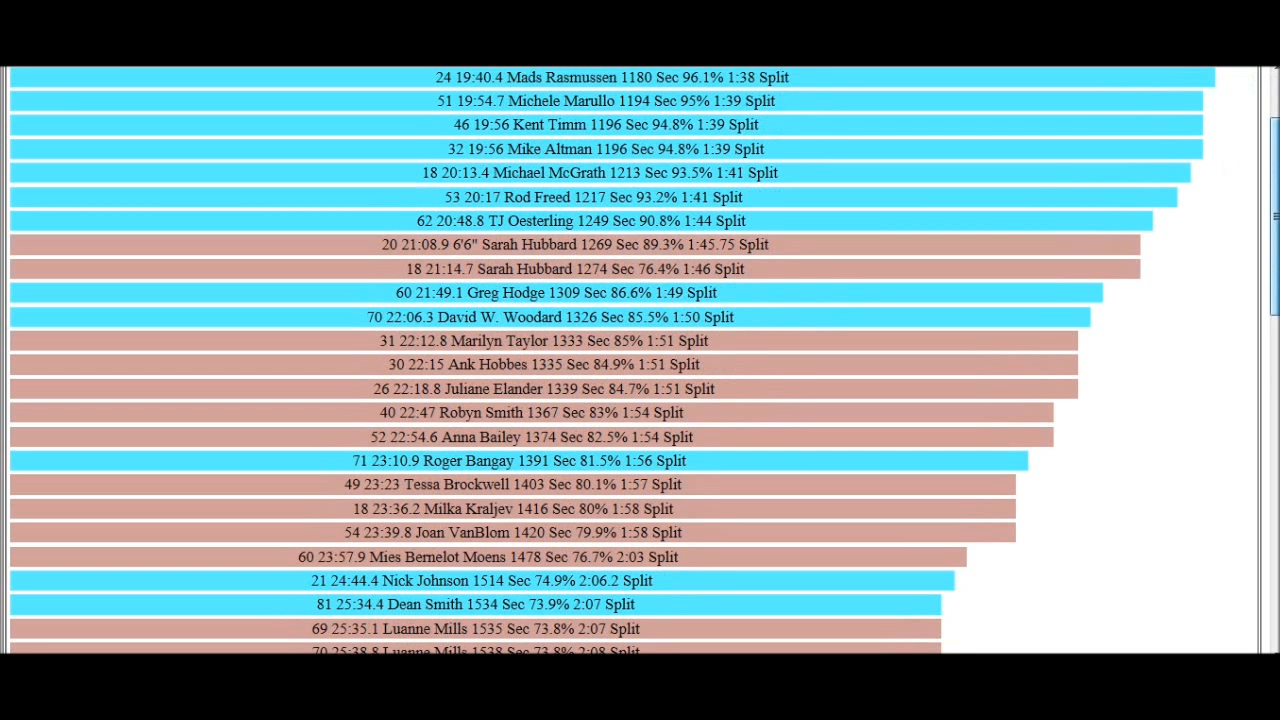 24 19:40.4 Mads Rasmussen 1180 Sec 96.1% 1:38 Split
51 19:54.7 Michele Marullo 1194 Sec 95% 1:39 Split
46 19:56 Kent Timm 1196 Sec 94.8% 1:39 Split
32 19:56 Mike Altman 1196 Sec 94.8% 1:39 Split
18 20:13.4 Michael McGrath 1213 Sec 93.5% 1:41 Split
53 20:17 Rod Freed 1217 Sec 93.2% 1:41 Split
62 20:48.8 TJ Oesterling 1249 Sec 90.8% 1:44 Split
20 21:08.9 6'6" Sarah Hubbard 1269 Sec 89.3% 1:45.75 Split
18 21:14.7 Sarah Hubbard 1274 Sec 76.4% 1:46 Split
60 21:49.1 Greg Hodge 1309 Sec 86.6% 1:49 Split
70 22:06.3 David W. Woodard 1326 Sec 85.5% 1:50 Split
31 22:12.8 Marilyn Taylor 1333 Sec 85% 1:51 Split
30 22:15 Ank Hobbes 1335 Sec 84.9% 1:51 Split
26 22:18.8 Juliane Elander 1339 Sec 84.7% 1:51 Split
40 22:47 Robyn Smith 1367 Sec 83% 1:54 Split
52 22:54.6 Anna Bailey 1374 Sec 82.5% 1:54 Split
71 23:10.9 Roger Bangay 1391 Sec 81.5% 1:56 Split
49 23:23 Tessa Brockwell 1403 Sec 80.1% 1:57 Split
18 23:36.2 Milka Kraljev 1416 Sec 80% 1:58 Split
54 23:39.8 Joan VanBlom 1420 Sec 79.9% 1:58 Split
60 23:57.9 Mies Bernelot Moens 1478 Sec 76.7% 2:03 Split
21 24:44.4 Nick Johnson 1514 Sec 74.9% 2:06.2 Split
81 25:34.4 Dean Smith 1534 Sec 73.9% 2:07 Split
69 25:35.1 Luanne Mills 1535 Sec 73.8% 2:07 Split
70 25:38.8 Luanne Mills 1538 Sec 73.8% 2:08 Split